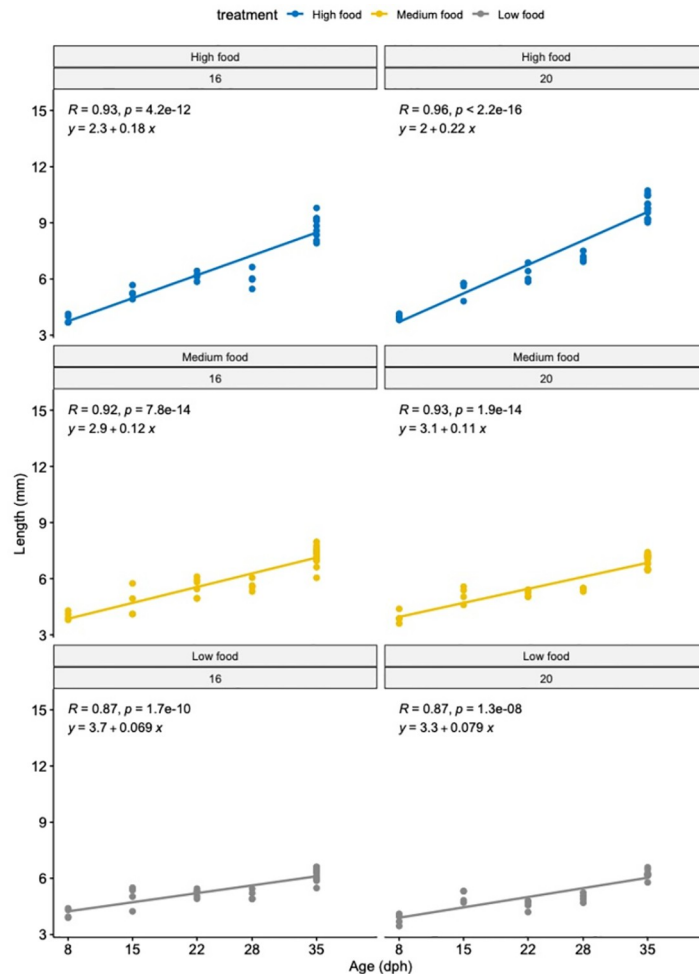 treatment High food Medium food Low food
High food High food
16 20
15
R = 0.93, p = 4.2e-12 R = 0.96, p < 2.2e-16
y = 2.3 + 0.18 x y = 2 + 0.22 x
12
9
6
3
Medium food Medium food
16 20
15
R = 0.92, p = 7.8e-14 R = 0.93, p = 1.9e-14
y = 2.9 + 0.12 x y = 3.1 + 0.11 x
12
9
Length (mm)
6
3
Low food Low food
16 20
15
R = 0.87, p = 1.7e-10 R = 0.87, p = 1.3e-08
y = 3.7 + 0.069 x y = 3.3 + 0.079 x
12
9
6
3
8 15 22 28 35 8 15 22 28 35
Age (dph)